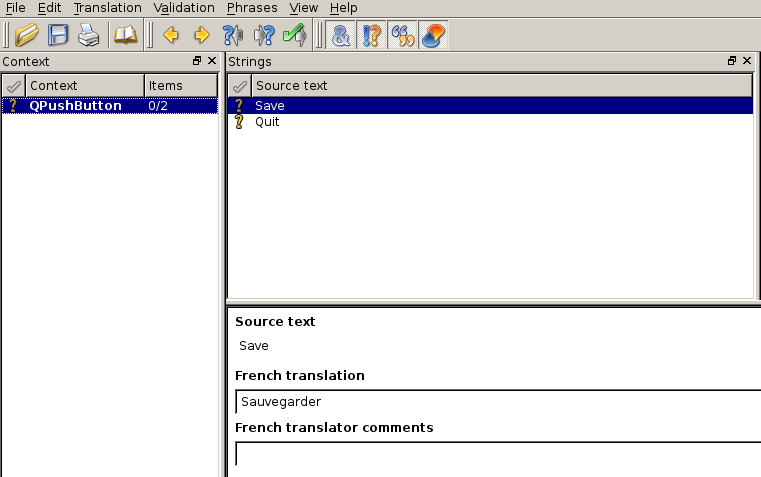 File Edit Translation Validation Phrases View Help
Context
Context Items
QPushButton 0/2
Strings
Source text
Save
Quit
Source text
Save
French translation
Sauvegarder
French translator comments